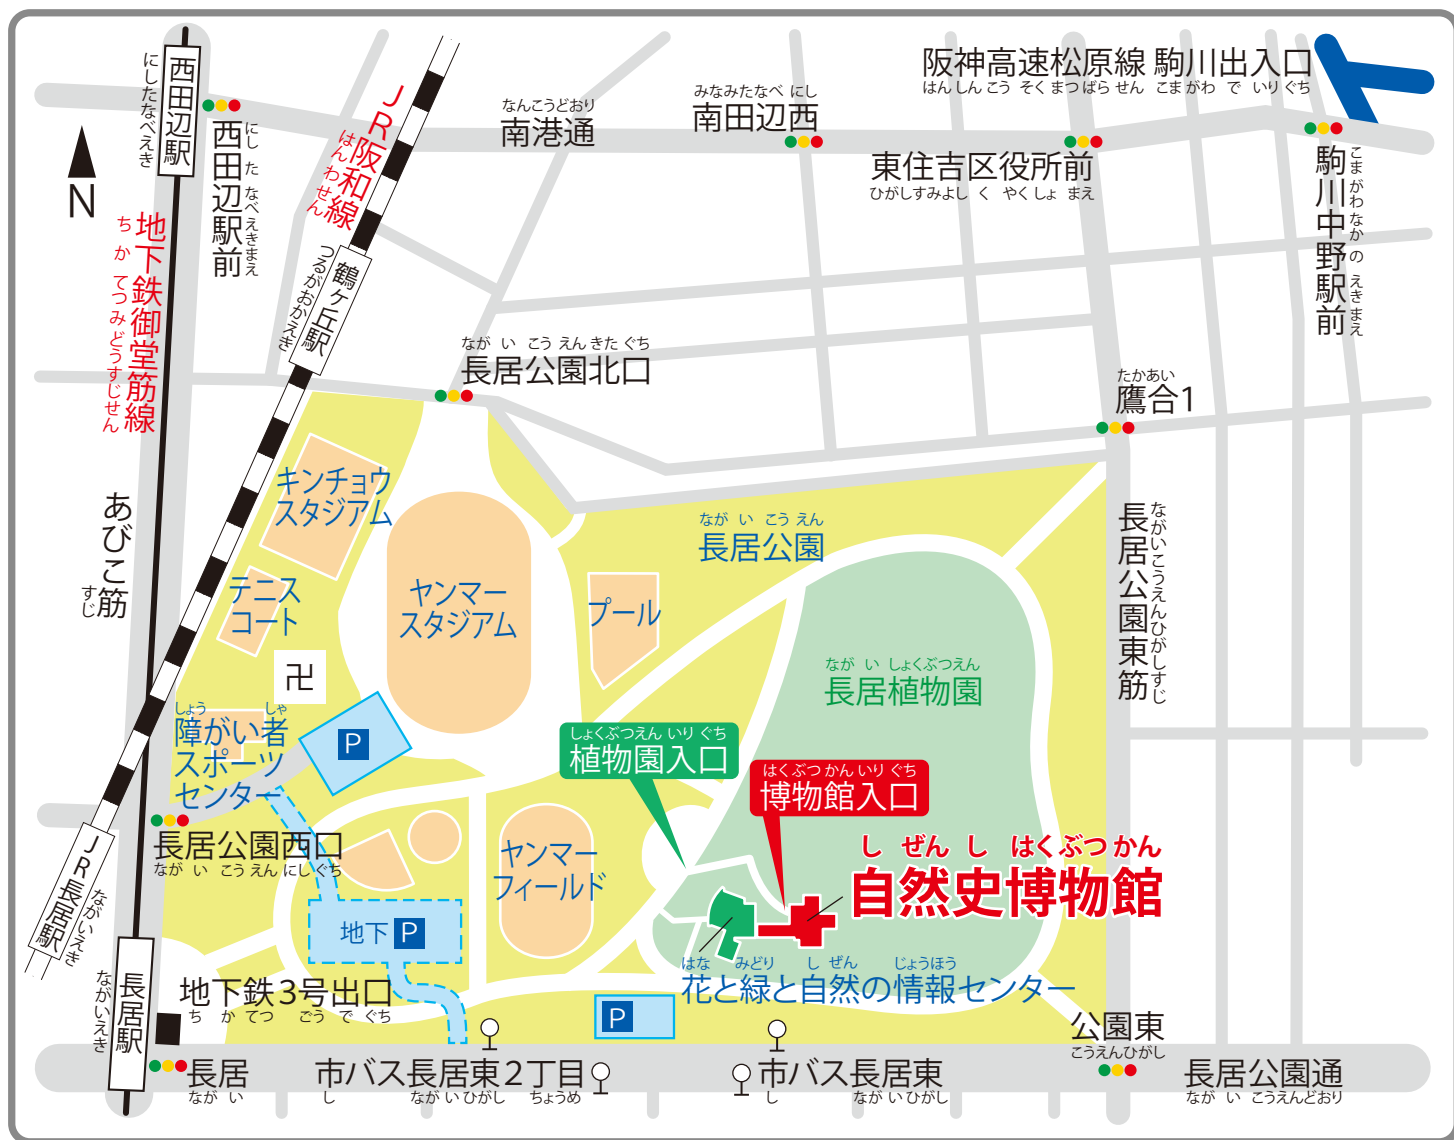 阪神高速松原線 駒川出入口
はんしんこう そくまつばら せん こまがわ で いりぐち
西田辺駅
にしたなべえき
西田辺駅前
にし た なべ えきまえ
JR阪和線
はんわせん
なんこうどおり
南港通
みなみたなべ にし
南田辺西
東住吉区役所前
ひがしすみよし く やくしょ まえ
駒川中野駅前
こまがわなか の えきまえ
N
地下鉄御堂筋線
ち か てつ みどうすじせん
鶴ヶ丘駅
つるがおかえき
なが い こう えん きた ぐち
長居公園北口
たかあい
鷹合1
あびこ筋
すじ
キンチョウ
スタジアム
なが い こう えん
長居公園
長居公園東筋
ながいこうえんひがしすじ
テニス
コート
ヤンマー
スタジアム
プール
卍
なが い しょくぶつえん
長居植物園
しょう しゃ
障がい者
スポーツ
センター
P
しょくぶつえん いり ぐち
植物園入口
はくぶつ かん いり ぐち
博物館入口
長居公園西口
なが い こう えん にし ぐち
ヤンマー
フィールド
し ぜん し はくぶつ かん
自然史博物館
JR長居駅
ながいえき
地下 P
はな みどり し ぜん じょうほう
花と緑と自然の情報センター
長居駅
ながいえき
地下鉄3号出口
ち か てつ ごう で ぐち
P
公園東
こうえんひがし
長居
なが い
市バス長居東2丁目
し なが い ひがし ちょうめ
市バス長居東
し なが い ひがし
長居公園通
なが い こうえんどおり